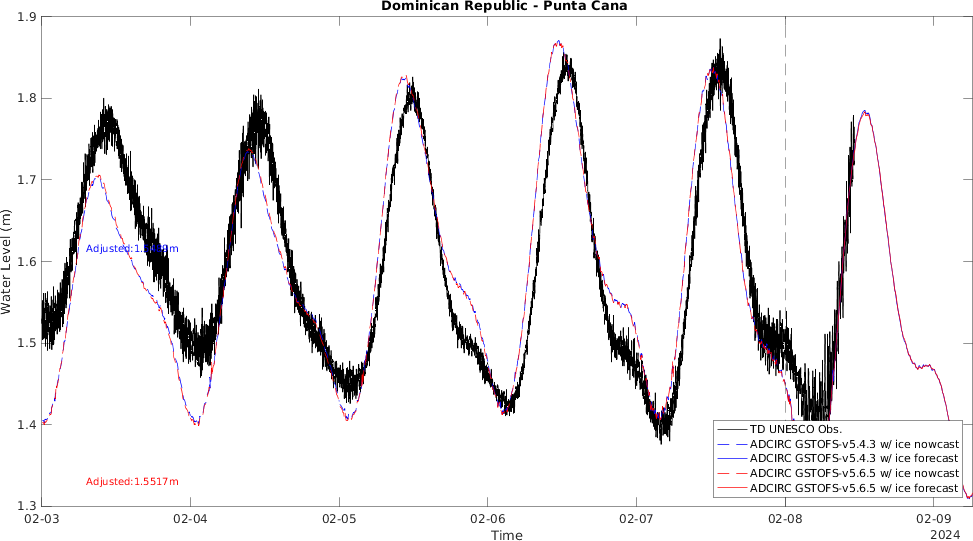 Dominican Republic - Punta Cana
Water Level (m)
1.9
1.8
1.7
1.6
1.5
1.4
1.3
Adjusted:1.
Adjusted:1.5517m
TD UNESCO Obs.
ADCIRC GSTOFS-v5.4.3 w/ ice nowcast
ADCIRC GSTOFS-v5.4.3 w/ ice forecast
ADCIRC GSTOFS-v5.6.5 w/ ice nowcast
ADCIRC GSTOFS-v5.6.5 w/ ice forecast
02-03 02-04 02-05 02-06 02-07 02-08 02-09
Time
2024